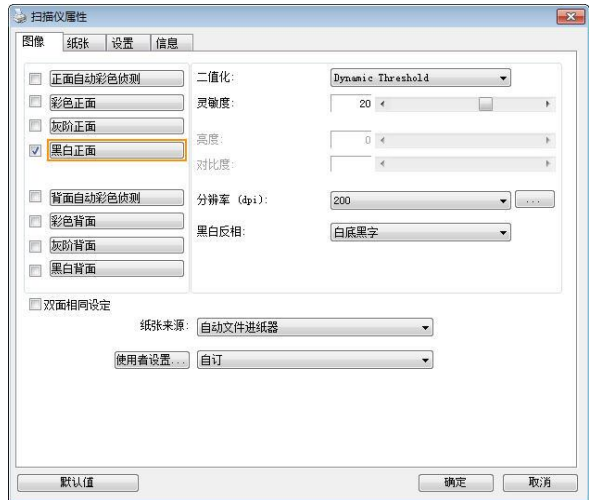 扫描仪属性
图像 纸张 设置 信息
正面自动彩色侦测
彩色正面
灰阶正面
黑白正面
背面自动彩色侦测
彩色背面
灰阶背面
黑白背面
二值化: Dynamic Threshold
灵敏度: 20
亮度: 0
对比度:
分辨率 (dpi): 200 ...
黑白反相: 白底黑字
双面相同设定
纸张来源: 自动文件进纸器
使用者设置... 自订
默认值 确定 取消